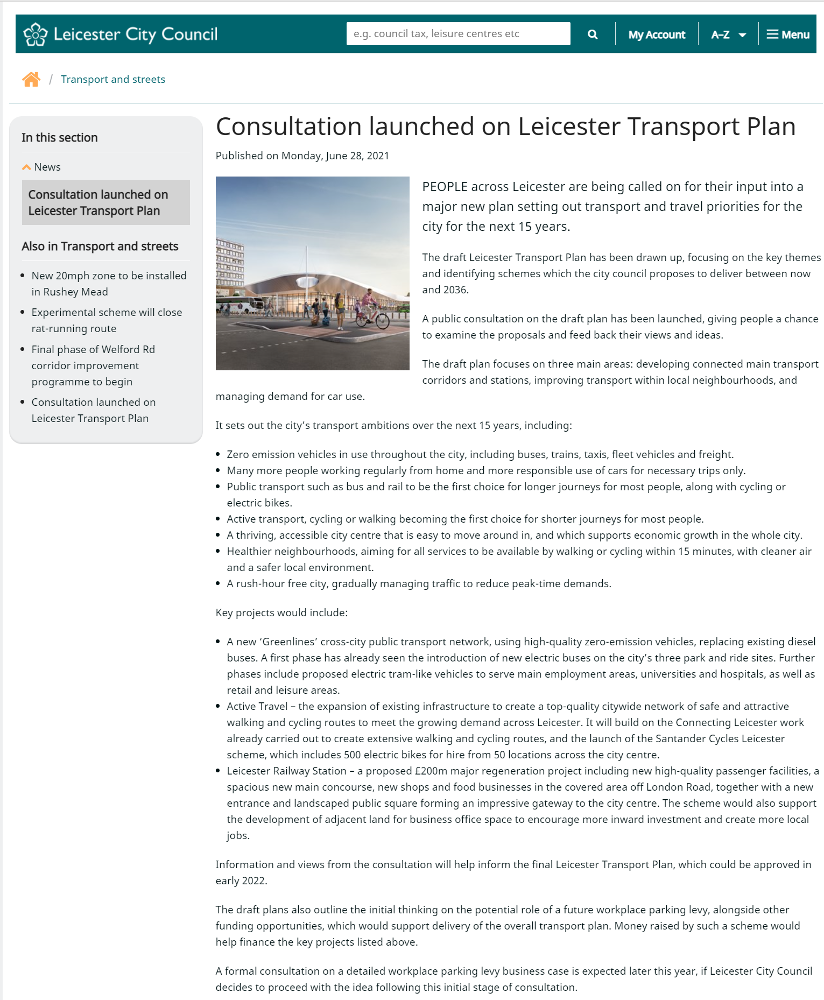 Leicester City Council
e.g. council tax, leisure centres etc
My Account
A–Z
Menu
/ Transport and streets
In this section
News
Consultation launched on
Leicester Transport Plan
Also in Transport and streets
New 20mph zone to be installed
in Rushey Mead
Experimental scheme will close
rat-running route
Final phase of Welford Rd
corridor improvement
programme to begin
Consultation launched on
Leicester Transport Plan
Consultation launched on Leicester Transport Plan
Published on Monday, June 28, 2021
PEOPLE across Leicester are being called on for their input into a
major new plan setting out transport and travel priorities for the
city for the next 15 years.
The draft Leicester Transport Plan has been drawn up, focusing on the key themes
and identifying schemes which the city council proposes to deliver between now
and 2036.
A public consultation on the draft plan has been launched, giving people a chance
to examine the proposals and feed back their views and ideas.
The draft plan focuses on three main areas: developing connected main transport
corridors and stations, improving transport within local neighbourhoods, and
managing demand for car use.
It sets out the city’s transport ambitions over the next 15 years, including:
Zero emission vehicles in use throughout the city, including buses, trains, taxis, fleet vehicles and freight.
Many more people working regularly from home and more responsible use of cars for necessary trips only.
Public transport such as bus and rail to be the first choice for longer journeys for most people, along with cycling or
electric bikes.
Active transport, cycling or walking becoming the first choice for shorter journeys for most people.
A thriving, accessible city centre that is easy to move around in, and which supports economic growth in the whole city.
Healthier neighbourhoods, aiming for all services to be available by walking or cycling within 15 minutes, with cleaner air
and a safer local environment.
A rush-hour free city, gradually managing traffic to reduce peak-time demands.
Key projects would include:
A new ‘Greenlines’ cross-city public transport network, using high-quality zero-emission vehicles, replacing existing diesel
buses. A first phase has already seen the introduction of new electric buses on the city’s three park and ride sites. Further
phases include proposed electric tram-like vehicles to serve main employment areas, universities and hospitals, as well as
retail and leisure areas.
Active Travel – the expansion of existing infrastructure to create a top-quality citywide network of safe and attractive
walking and cycling routes to meet the growing demand across Leicester. It will build on the Connecting Leicester work
already carried out to create extensive walking and cycling routes, and the launch of the Santander Cycles Leicester
scheme, which includes 500 electric bikes for hire from 50 locations across the city centre.
Leicester Railway Station – a proposed £200m major regeneration project including new high-quality passenger facilities, a
spacious new main concourse, new shops and food businesses in the covered area off London Road, together with a new
entrance and landscaped public square forming an impressive gateway to the city centre. The scheme would also support
the development of adjacent land for business office space to encourage more inward investment and create more local
jobs.
Information and views from the consultation will help inform the final Leicester Transport Plan, which could be approved in
early 2022.
The draft plans also outline the initial thinking on the potential role of a future workplace parking levy, alongside other
funding opportunities, which would support delivery of the overall transport plan. Money raised by such a scheme would
help finance the key projects listed above.
A formal consultation on a detailed workplace parking levy business case is expected later this year, if Leicester City Council
decides to proceed with the idea following this initial stage of consultation.